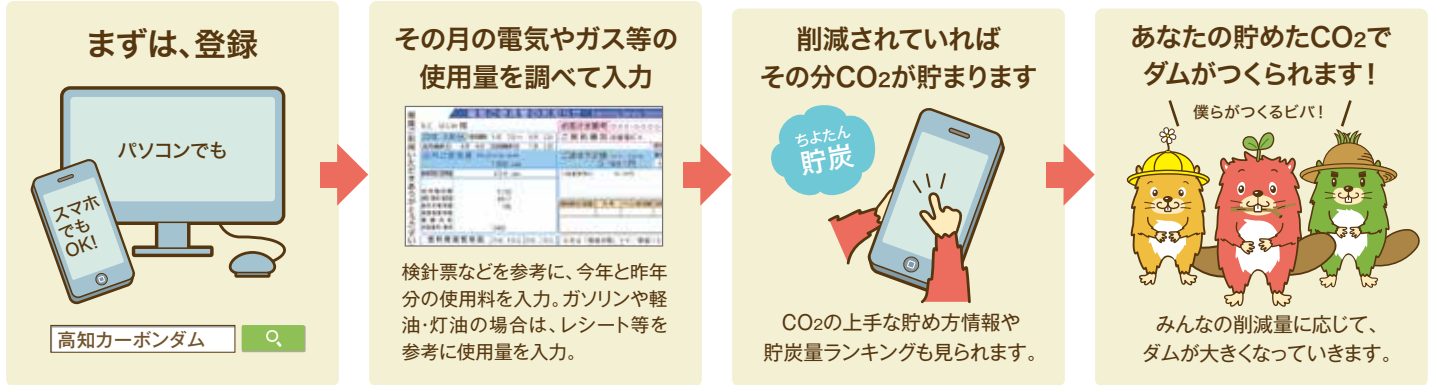 まずは、登録
パソコンでも
スマホ
でも
OK!
高知カーボンダム
その月の電気やガス等の
使用量を調べて入力
検針票などを参考に、今年と昨年
分の使用料を入力。ガソリンや軽
油・灯油の場合は、レシート等を
参考に使用量を入力。
削減されていれば
その分CO2が貯まります
ちょたん
貯炭
CO2の上手な貯め方情報や
貯炭量ランキングも見られます。
あなたの貯めたCO2で
ダムがつくられます!
僕らがつくるビバ!
みんなの削減量に応じて、
ダムが大きくなっていきます。